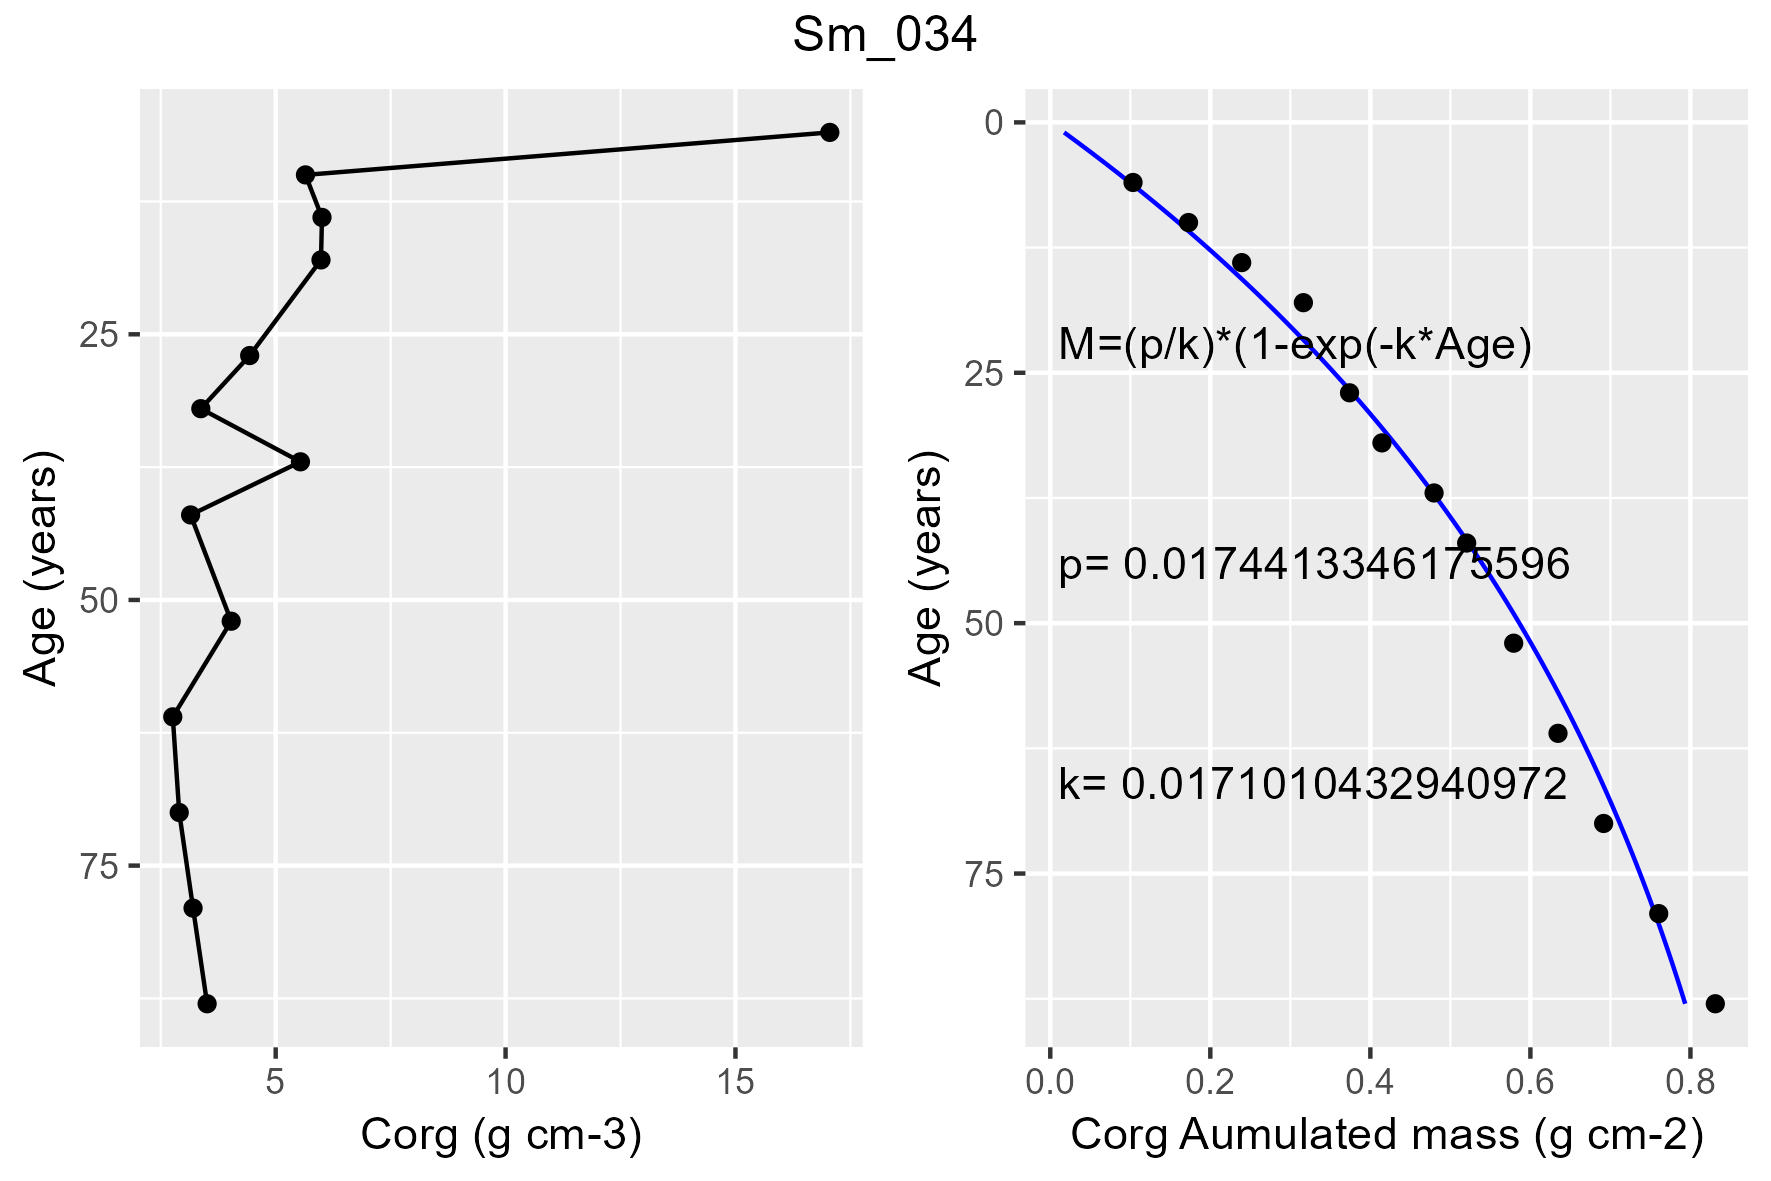 Sm_034
Age (years)
25
50
75
5
10
15
Corg (g cm-3)
Age (years)
0
25
50
75
M=(p/k)*(1-exp(-k*Age)
p= 0.0174413346175596
k= 0.0171010432940972
0.0
0.2
0.4
0.6
0.8
Corg Aumulated mass (g cm-2)